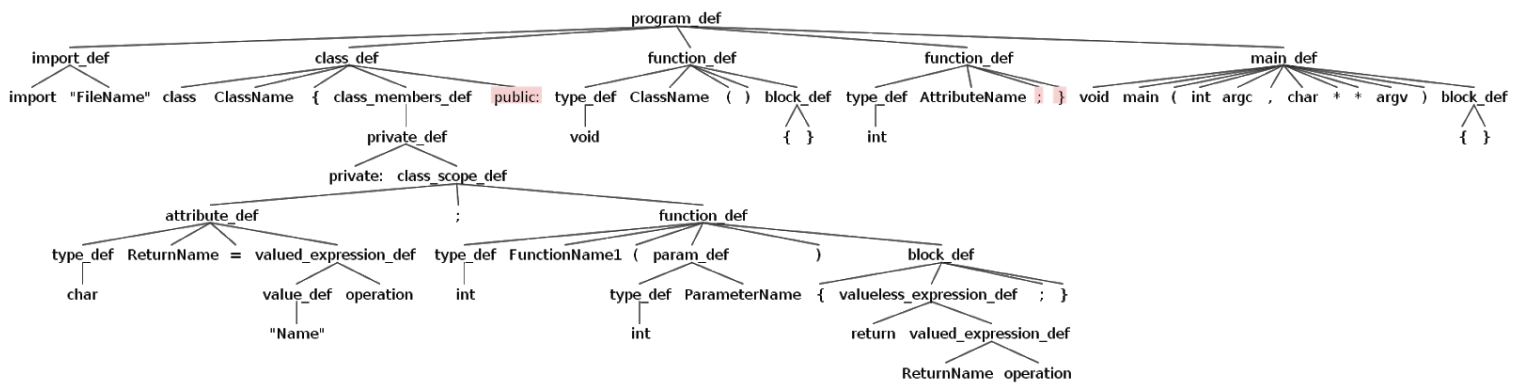 program_def
import_def class_def function_def function_def main_def
import "FileName" class ClassName { class_members_def public: type_def ClassName ( ) block_def type_def AttributeName ; } void main ( int argc , char * * argv ) block_def
private_def void { } int { }
private: class_scope_def
attribute_def ; function_def
type_def ReturnName = valued_expression_def type_def FunctionName1 ( param_def ) block_def
char value_def operation int type_def ParameterName { valueless_expression_def ; }
"Name" int return valued_expression_def
ReturnName operation